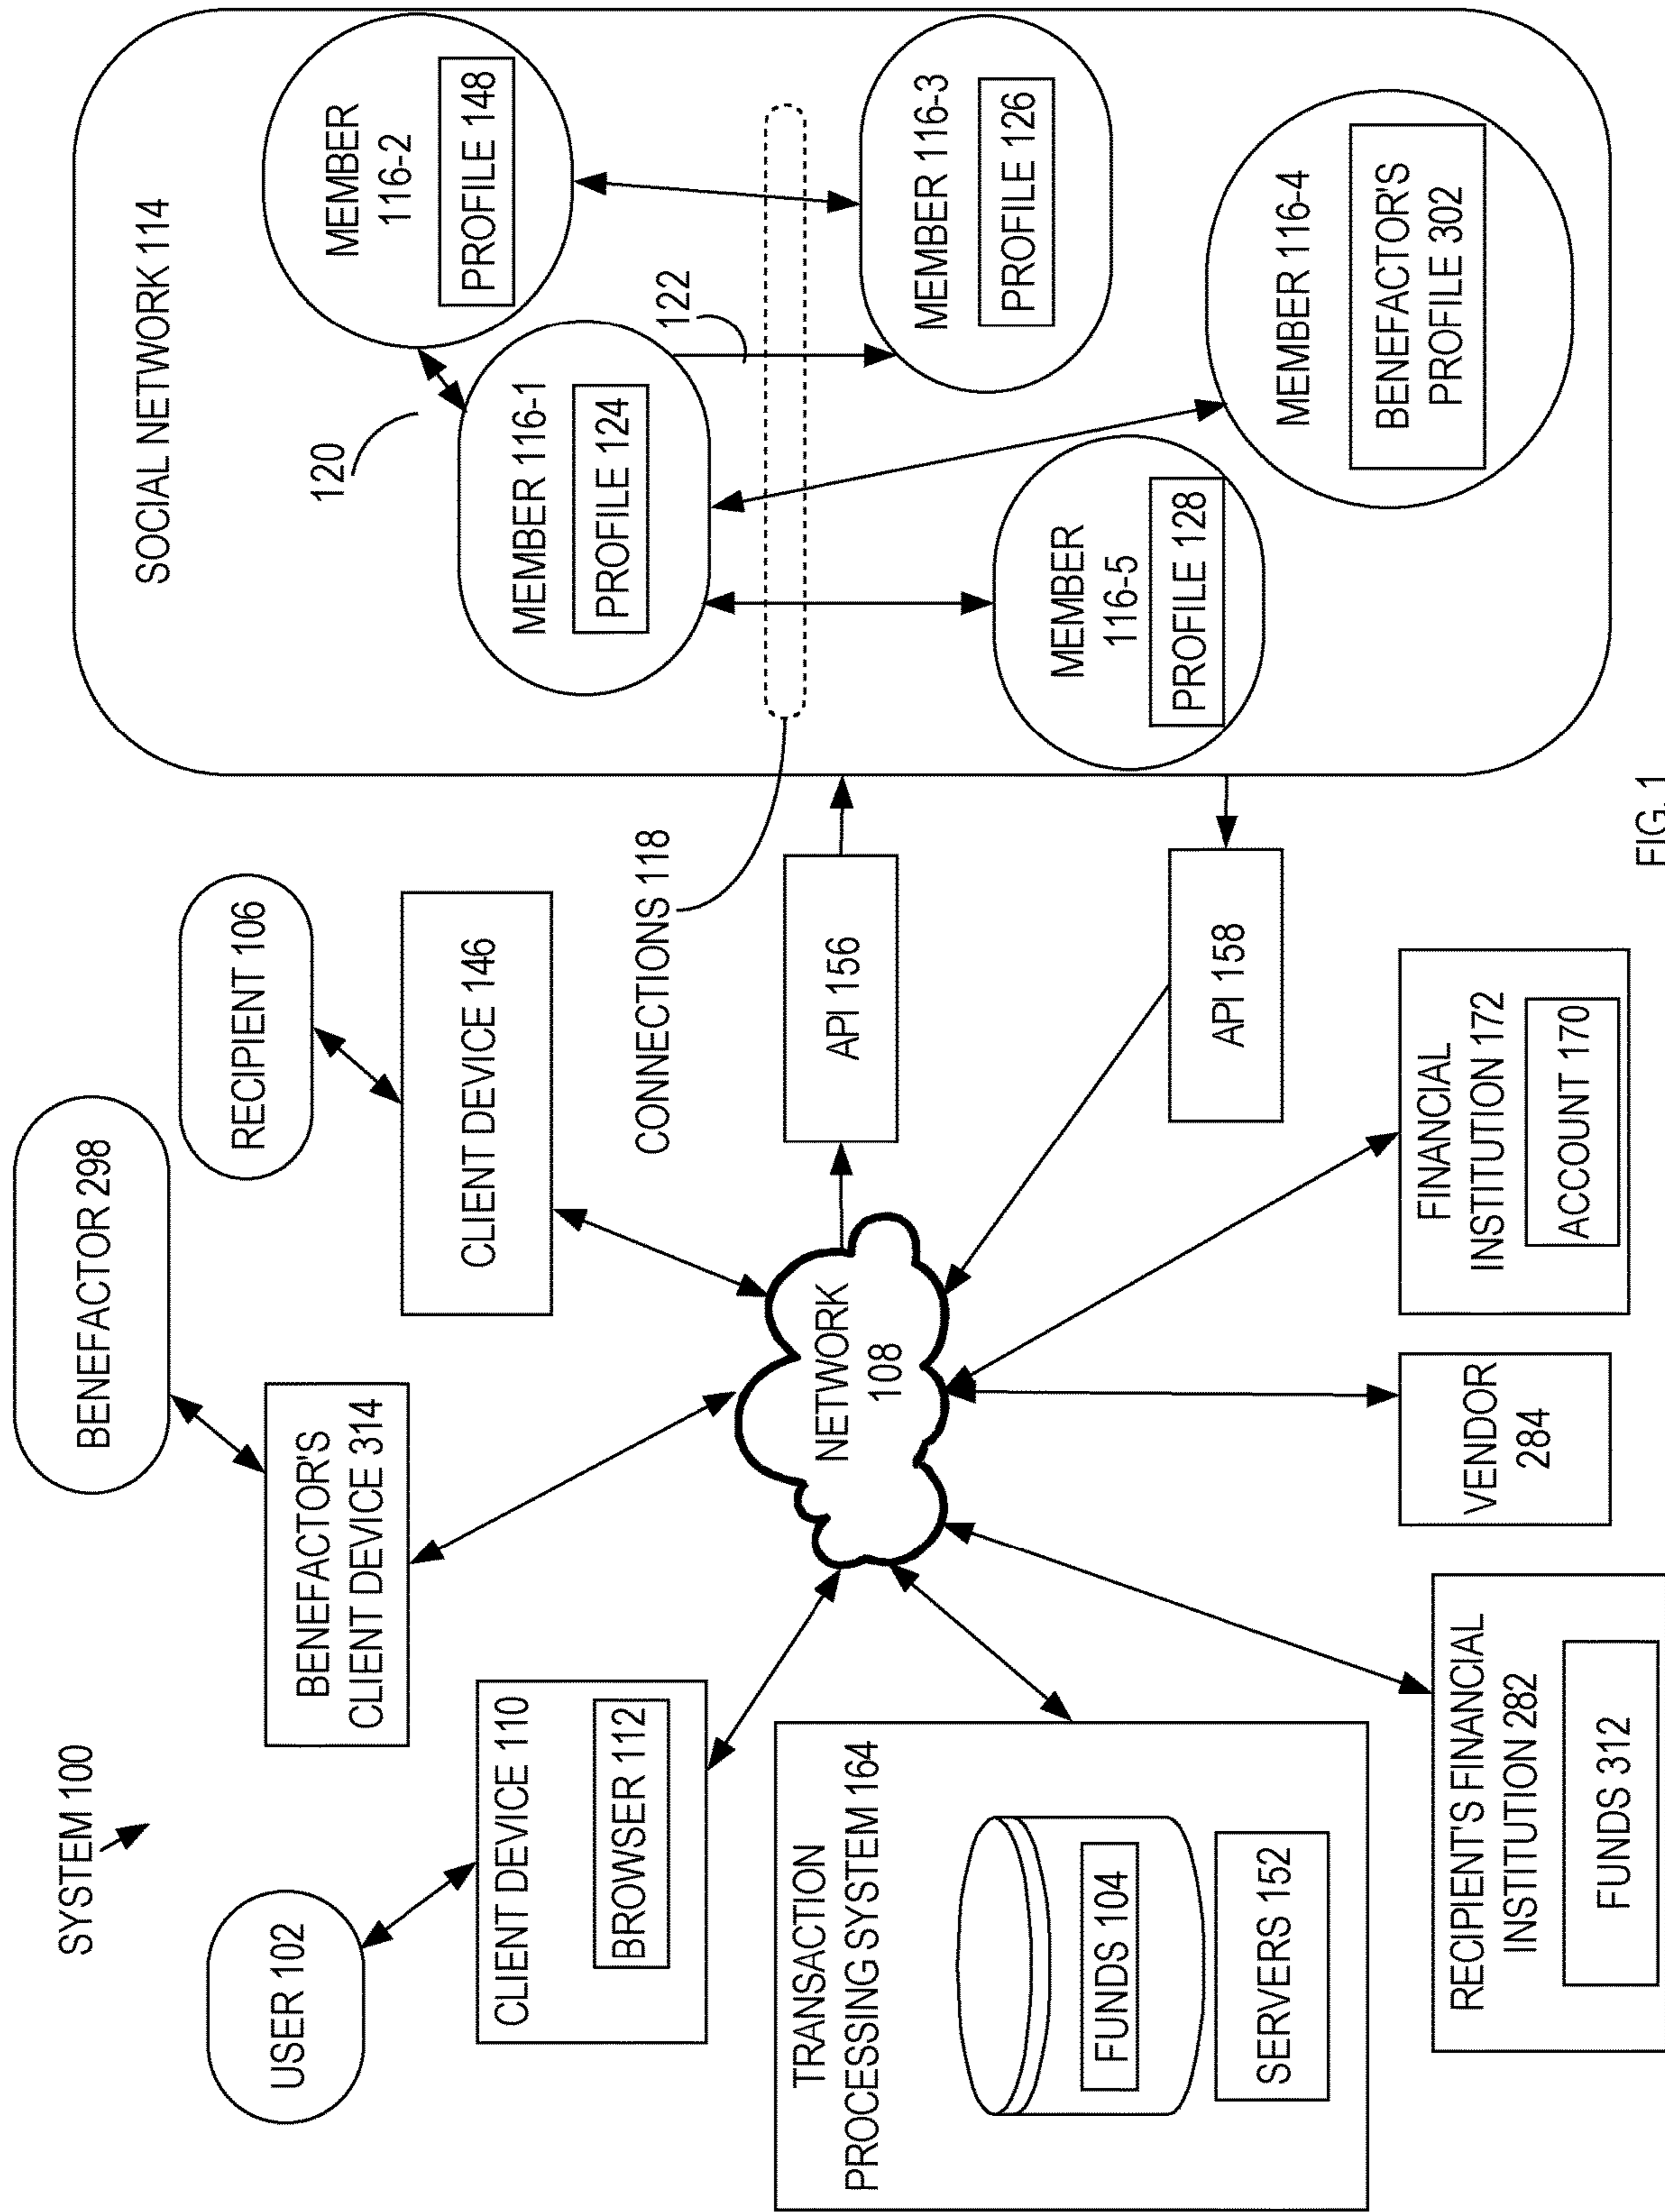 SYSTEM 100
USER 102
CLIENT DEVICE 110
BROWSER 112
BENEFACTOR 298
BENEFACTOR'S
CLIENT DEVICE 314
RECIPIENT 106
CLIENT DEVICE 146
TRANSACTION
PROCESSING SYSTEM 164
FUNDS 104
SERVERS 152
NETWORK
108
RECIPIENT'S FINANCIAL
INSTITUTION 282
FUNDS 312
VENDOR
284
FINANCIAL
INSTITUTION 172
ACCOUNT 170
CONNECTIONS 118
API 156
API 158
SOCIAL NETWORK 114
120
MEMBER 116-1
PROFILE 124
122
MEMBER
116-2
PROFILE 148
MEMBER 116-3
PROFILE 126
MEMBER
116-5
PROFILE 128
MEMBER 116-4
BENEFACTOR'S
PROFILE 302
FIG. 1